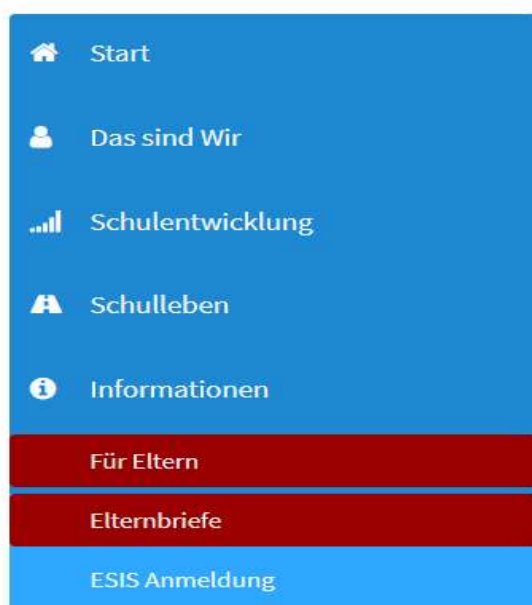 Start
Das sind Wir
Schulentwicklung
Schulleben
Informationen
Für Eltern
Elternbriefe
ESIS Anmeldung